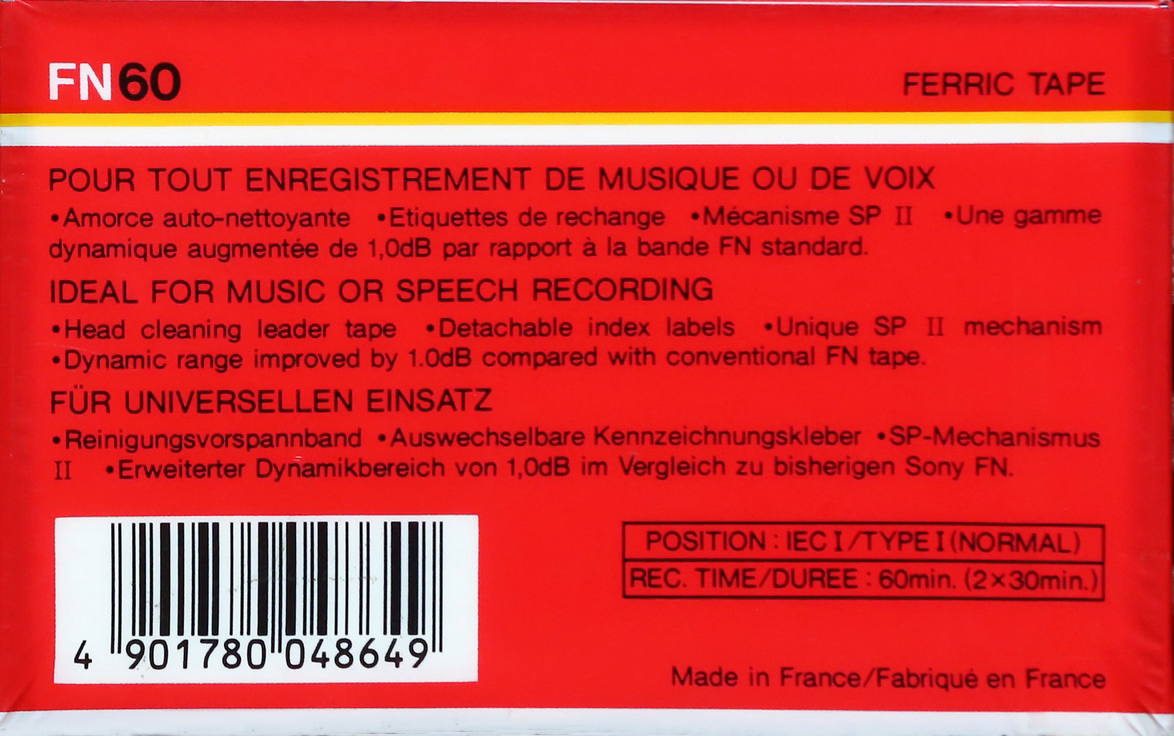 FN60
FERRIC TAPE
POUR TOUT ENREGISTREMENT DE MUSIQUE OU DE VOIX
•Amorce auto-nettoyante •Etiquettes de rechange •Mécanisme SP II •Une gamme
dynamique augmentée de 1,0dB par rapport à la bande FN standard.
IDEAL FOR MUSIC OR SPEECH RECORDING
•Head cleaning leader tape •Detachable index labels •Unique SP II mechanism
•Dynamic range improved by 1.0dB compared with conventional FN tape.
FÜR UNIVERSELLEN EINSATZ
•Reinigungsvorspannband •Auswechselbare Kennzeichnungskleber •SP-Mechanismus
II •Erweiterter Dynamikbereich von 1,0dB im Vergleich zu bisherigen Sony FN.
POSITION : IEC I/TYPE I (NORMAL)
REC. TIME/DUREE : 60min. (2×30min.)
4 901780 048649
Made in France/Fabriqué en France